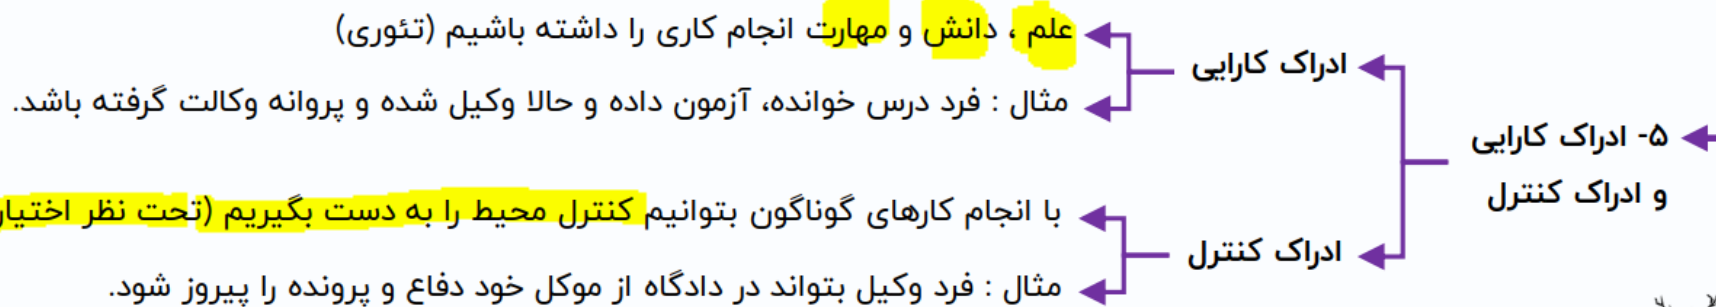 ۵- ادراک کارایی
و ادراک کنترل
ادراک کارایی
علم ، دانش و مهارت انجام کاری را داشته باشیم (تئوری)
مثال : فرد درس خوانده، آزمون داده و حالا وکیل شده و پروانه وکالت گرفته باشد.
ادراک کنترل
با انجام کارهای گوناگون بتوانیم کنترل محیط را به دست بگیریم (تحت نظر اختیار
مثال : فرد وکیل بتواند در دادگاه از موکل خود دفاع و پرونده را پیروز شود.